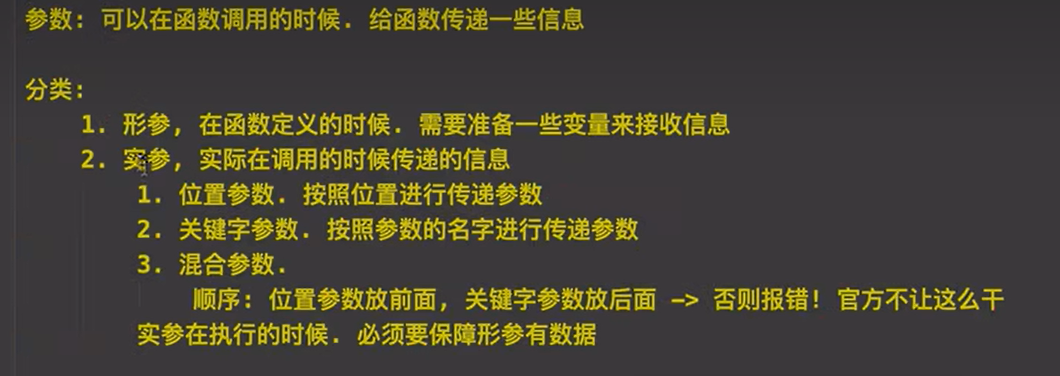 参数: 可以在函数调用的时候. 给函数传递一些信息
分类:
1. 形参, 在函数定义的时候. 需要准备一些变量来接收信息
2. 实参, 实际在调用的时候传递的信息
1. 位置参数. 按照位置进行传递参数
2. 关键字参数. 按照参数的名字进行传递参数
3. 混合参数.
顺序: 位置参数放前面, 关键字参数放后面 -> 否则报错! 官方不让这么干
实参在执行的时候. 必须要保障形参有数据